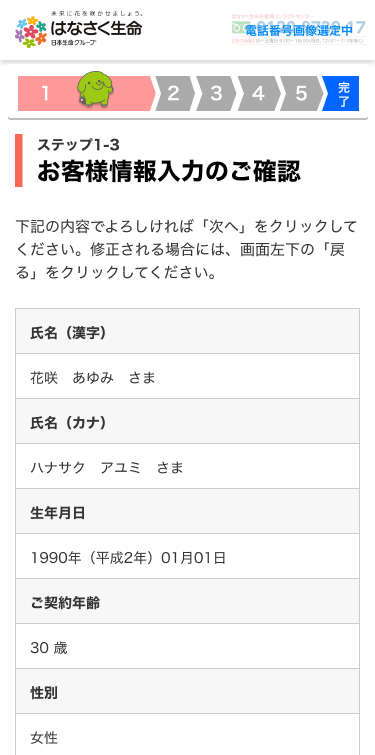 未来に花を咲かせましょう。
はなさく生命
日本生命グループ
電話番号画像選定中
1
2
3
4
5
完了
ステップ1-3
お客様情報入力のご確認
下記の内容でよろしければ「次へ」をクリックして
ください。修正される場合には、画面左下の「戻
る」をクリックしてください。
氏名（漢字）
花咲　あゆみ　さま
氏名（カナ）
ハナサク　アユミ　さま
生年月日
1990年（平成2年）01月01日
ご契約年齢
30 歳
性別
女性